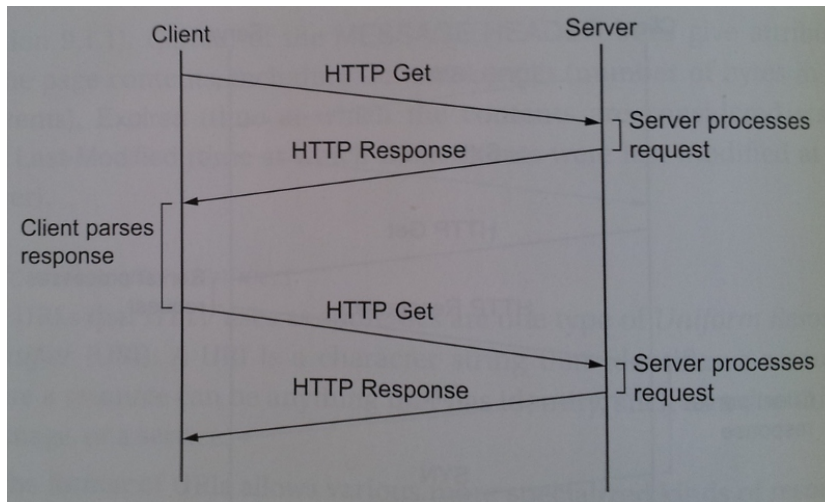 Client
Server
HTTP Get
Server processes
request
HTTP Response
Client parses
response
HTTP Get
Server processes
request
HTTP Response